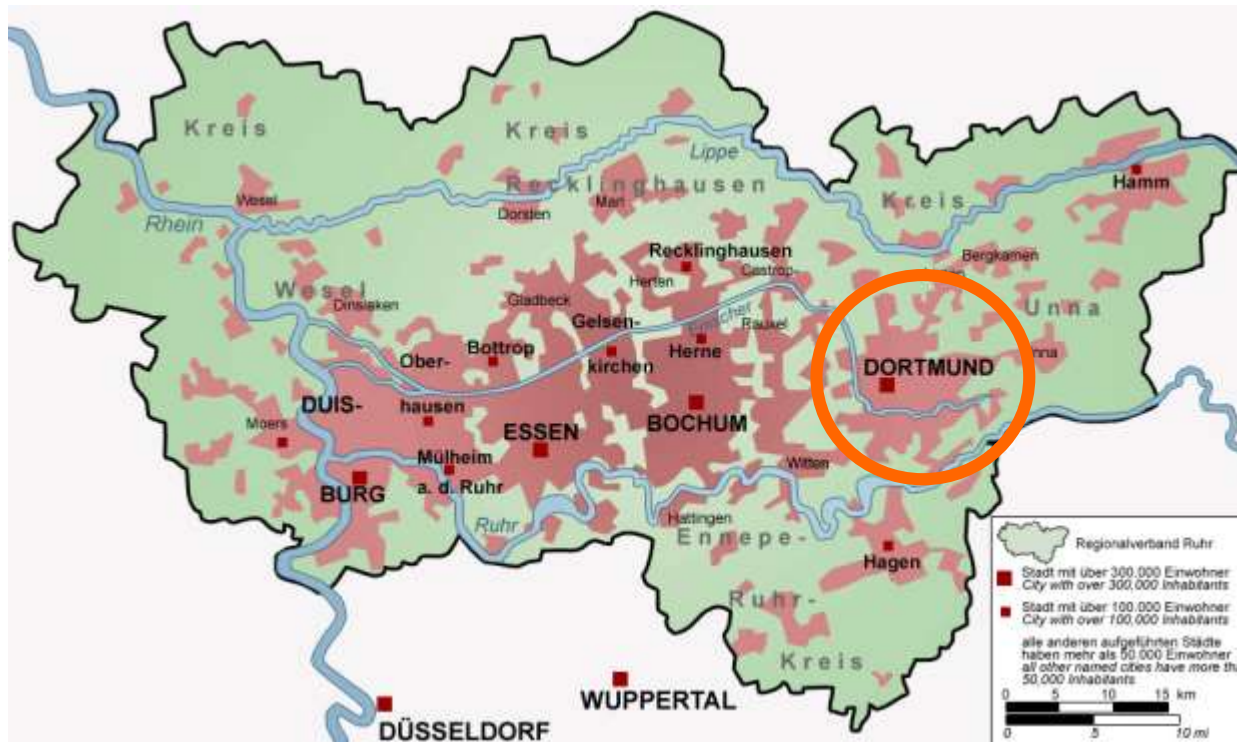 Kreis
Kreis
Recklinghausen
Lippe
Hamm
Kreis
Rhein
Wesel
Dorsten
Marl
Recklinghausen
Bergkamen
Castrop-
Herten
Wesel
Dinslaken
Gladbeck
Unna
Gelsen-
Emscher
Rauxel
Ober-
Bottrop
kirchen
Herne
DORTMUND
DUIS-
hausen
Moers
ESSEN
BOCHUM
Mülheim
Witten
BURG
a. d. Ruhr
Ruhr
Hattingen
Ennepe-
Hagen
Ruhr-
Kreis
WUPPERTAL
DÜSSELDORF
Regionalverband Ruhr
Stadt mit über 300.000 Einwohner
City with over 300,000 Inhabitants
Stadt mit über 100.000 Einwohner
City with over 100,000 Inhabitants
alle anderen aufgeführten Städte
haben mehr als 50.000 Einwohner
all other named cities have more
50,000 Inhabitants
0 5 10 15 km
0 5 10 mi